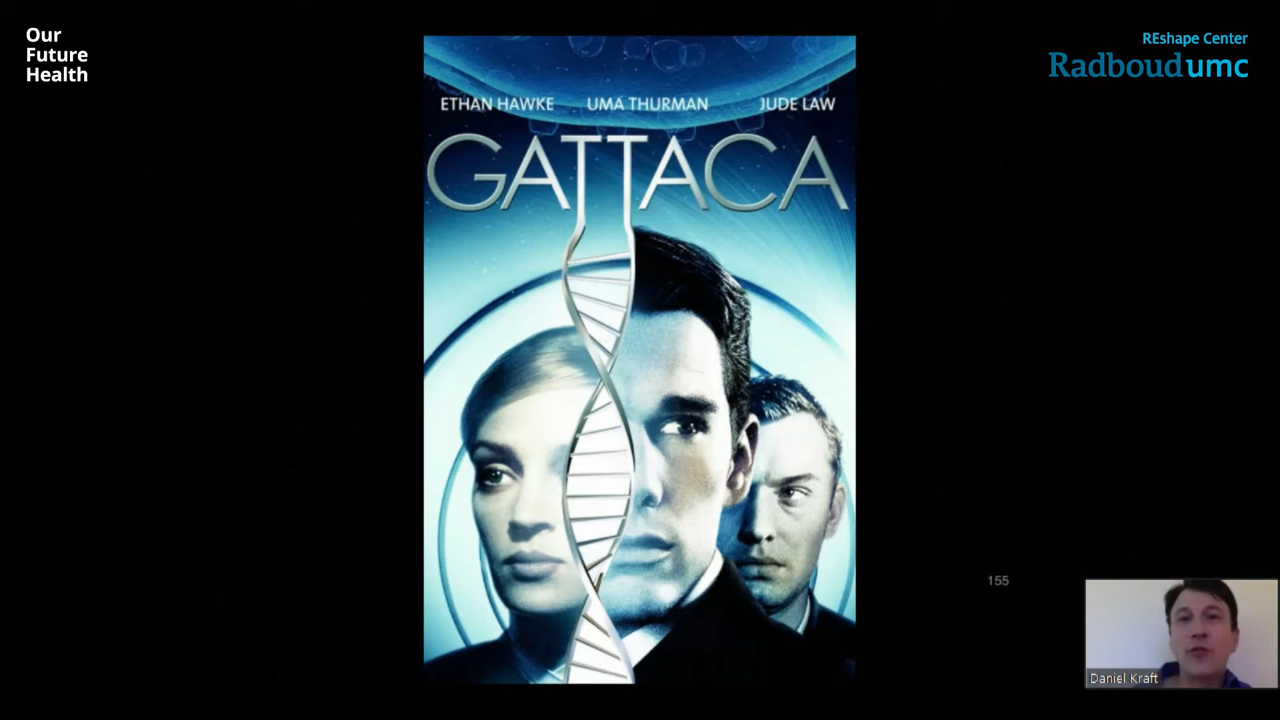 Our
Future
Health
REshape Center
Radboudumc
ETHAN HAWKE UMA THURMAN JUDE LAW
GATTACA
155
Daniel Kraft